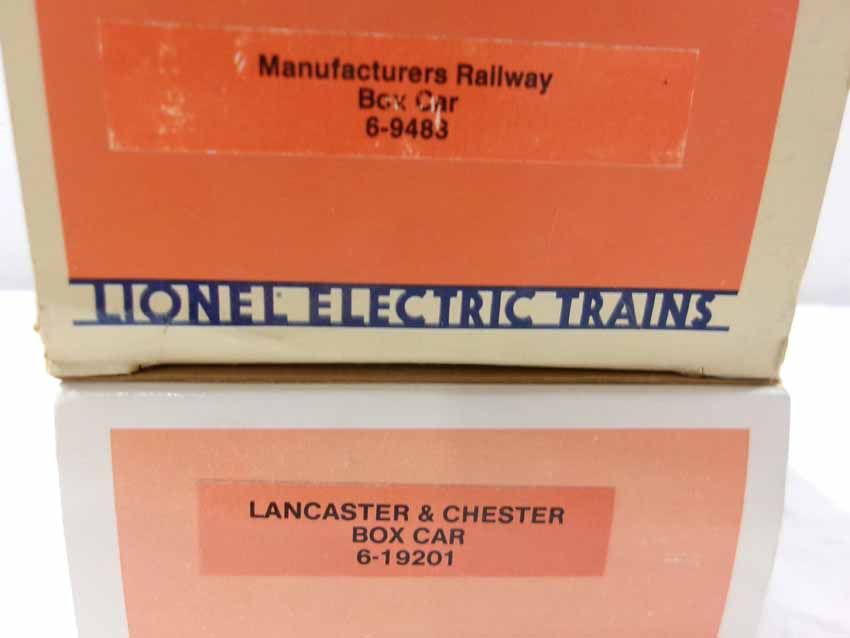 Manufacturers Railway
Box Car
6-9483
LIONEL ELECTRIC TRAINS
LANCASTER & CHESTER
BOX CAR
6-19201